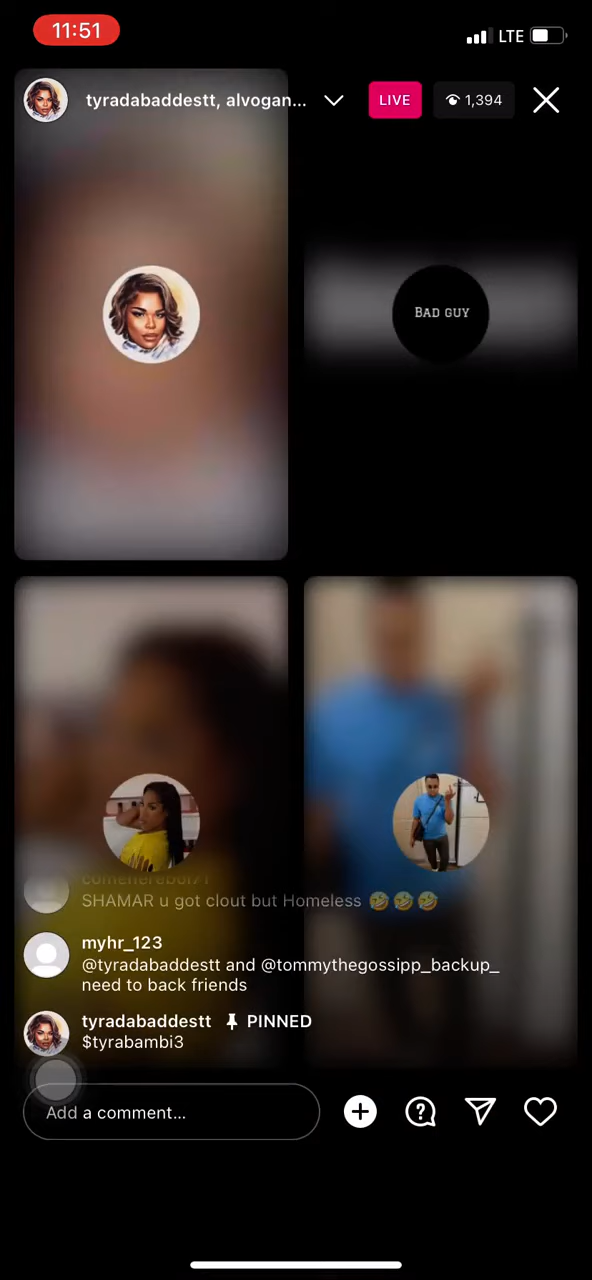 11:51
LTE
tyradabaddestt, alvogan...
LIVE
1,394
BAD GUY
SHAMAR u got clout but Homeless 🤣🤣🤣
myhr_123
@tyradabaddestt and @tommythegossipp_backup_
need to back friends
tyradabaddestt PINNED
$tyrabambi3
Add a comment...